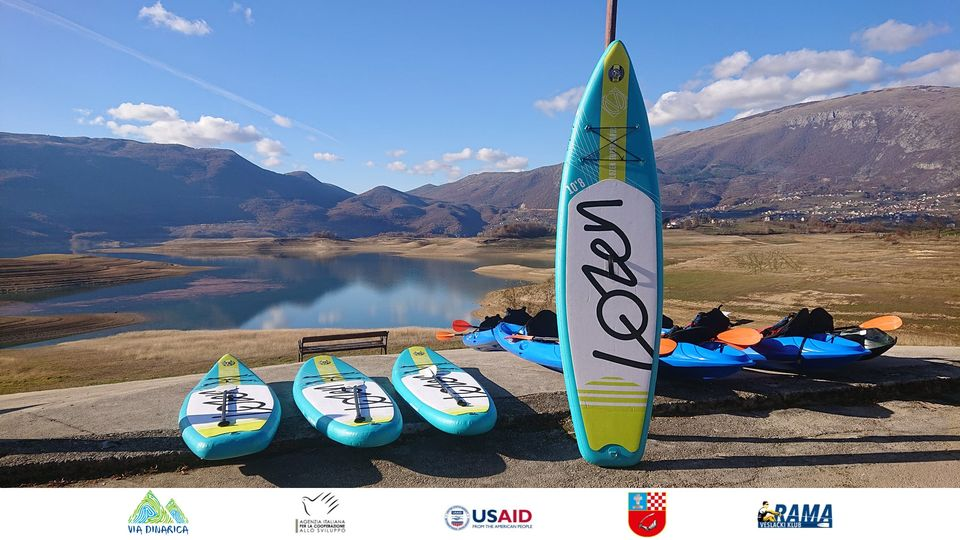 10'8
lozen
VIA DINARICA
AGENZIA ITALIANA
PER LA COOPERAZIONE
ALLO SVILUPPO
USAID
FROM THE AMERICAN PEOPLE
RAMA
VESLAČKI KLUB